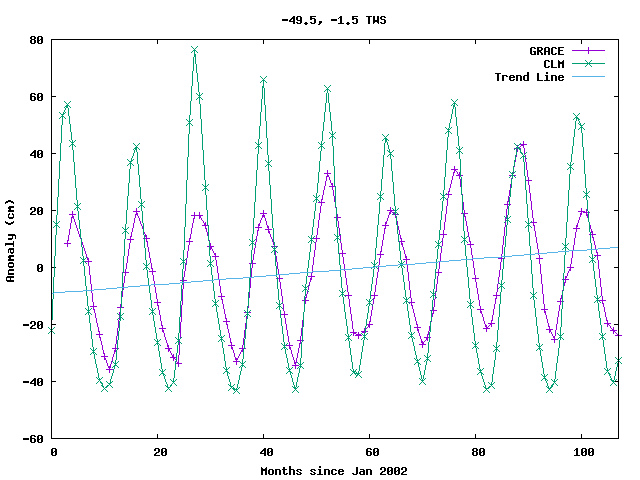 -49.5, -1.5 TWS
GRACE
CLM
Trend Line
80
60
40
20
0
-20
-40
-60
Anomaly (cm)
0 20 40 60 80 100
Months since Jan 2002